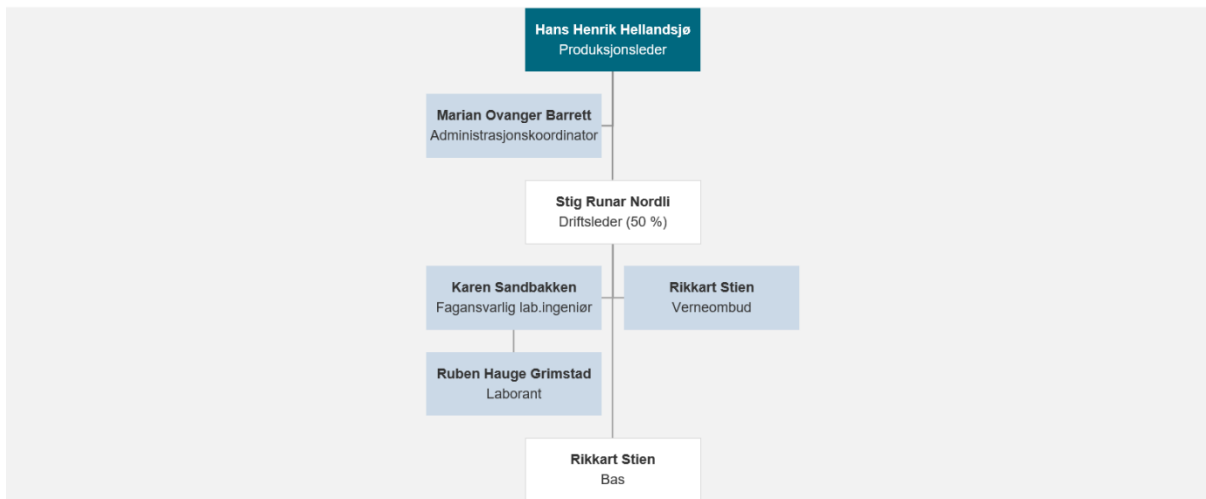 Hans Henrik Hellandsjø
Produksjonsleder
Marian Ovanger Barrett
Administrasjonskoordinator
Stig Runar Nordli
Driftsleder (50 %)
Karen Sandbakken
Fagansvarlig lab.ingeniør
Rikkart Stien
Verneombud
Ruben Hauge Grimstad
Laborant
Rikkart Stien
Bas